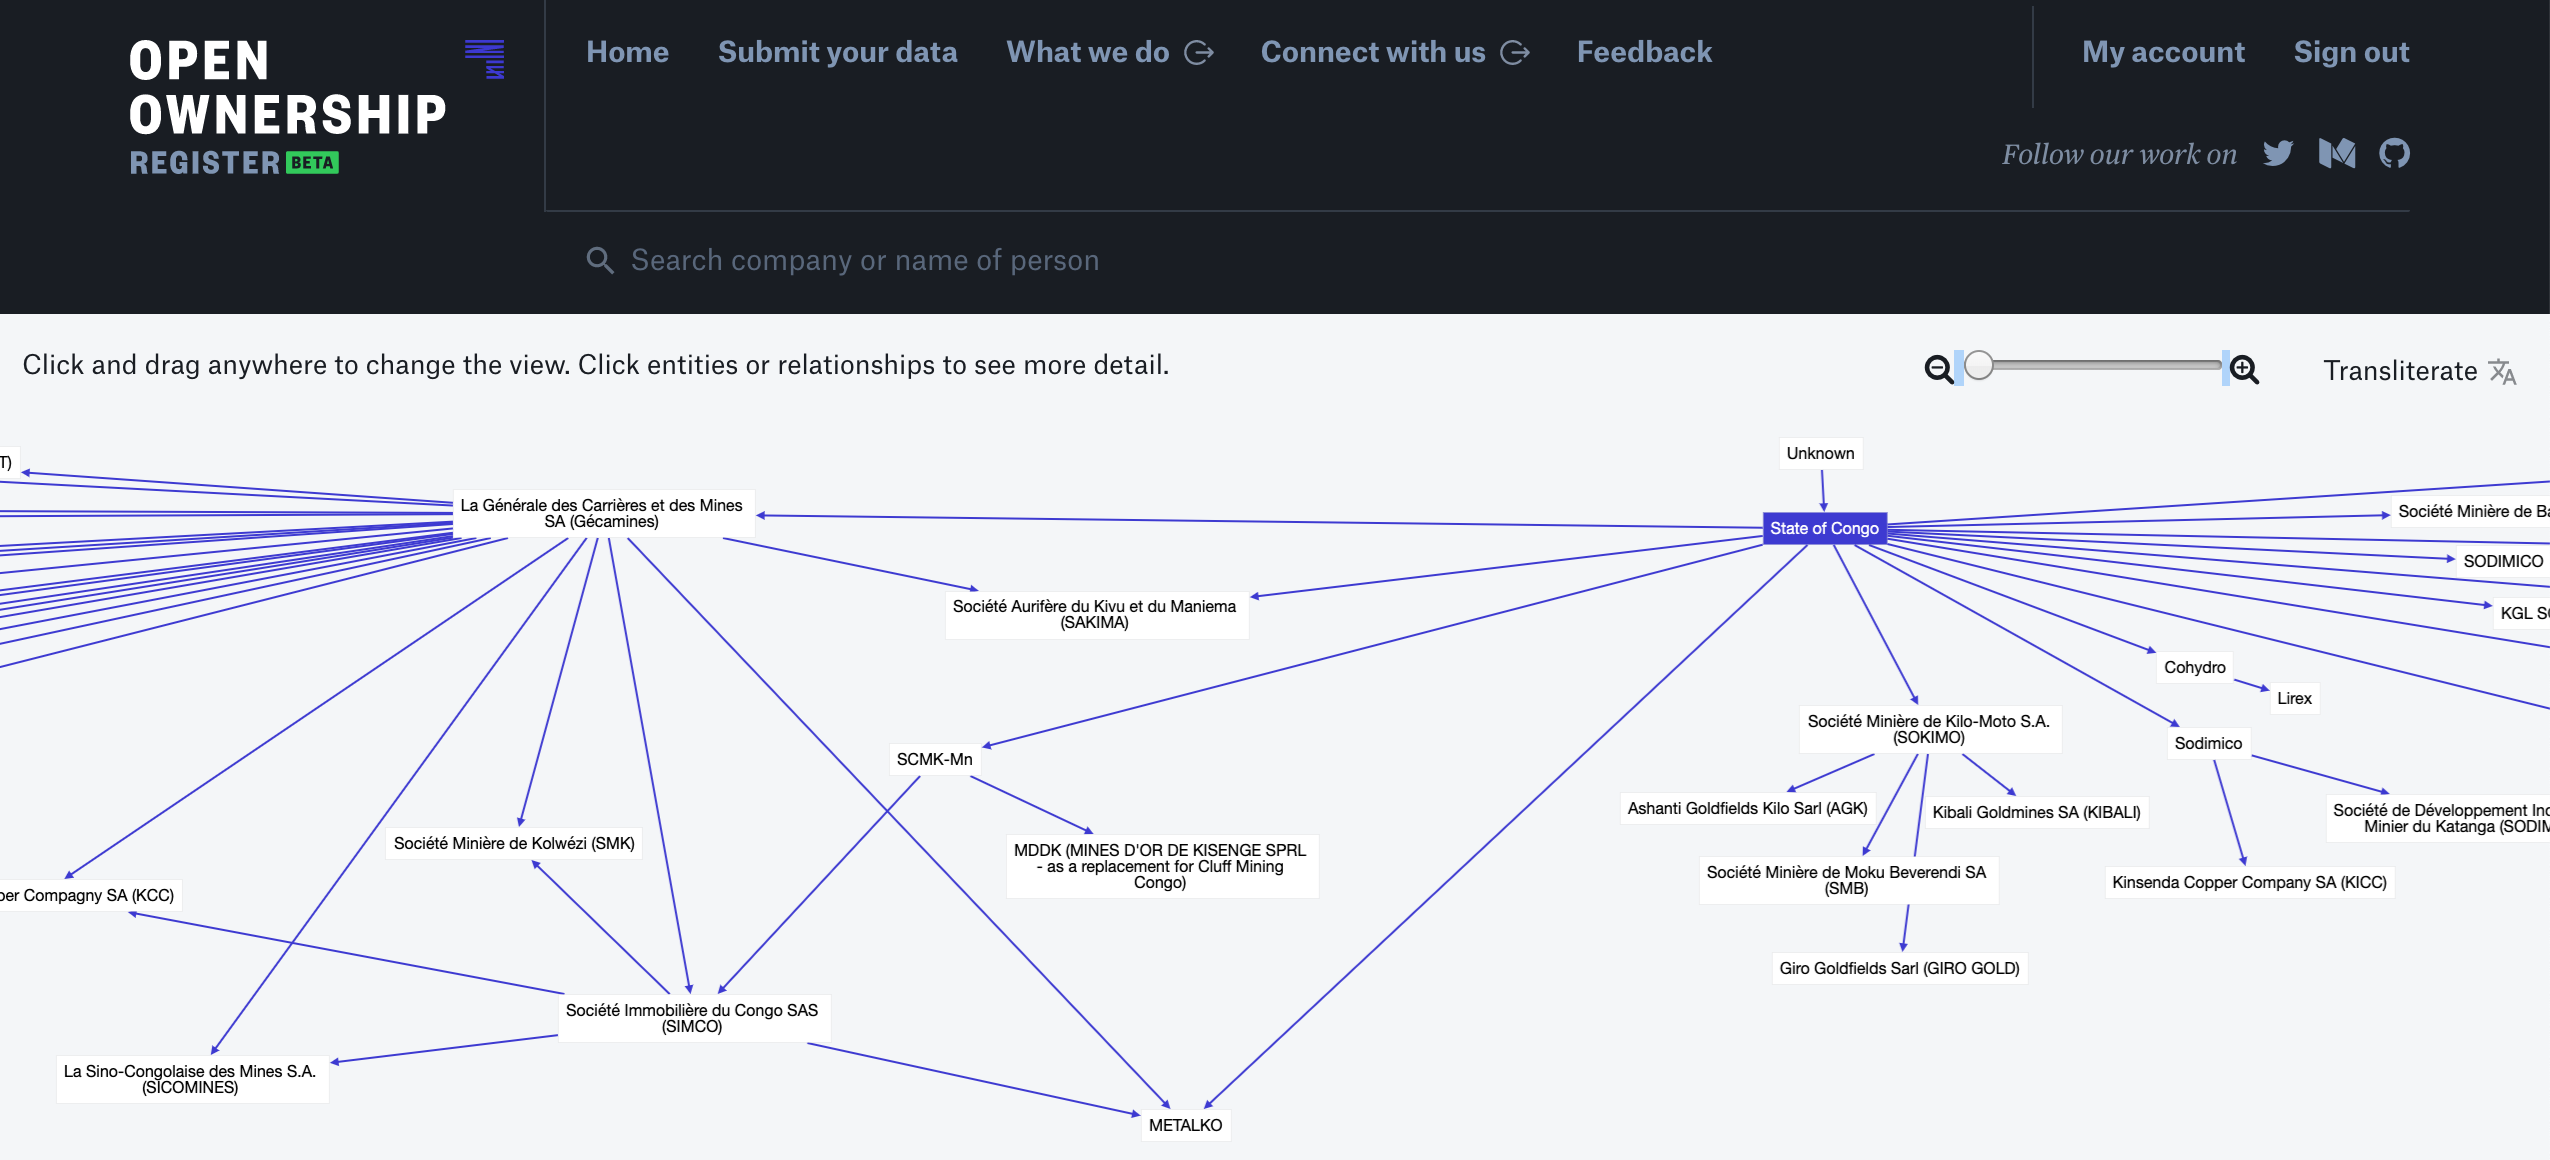 OPEN
OWNERSHIP
REGISTER BETA
Home
Submit your data
What we do
Connect with us
Feedback
My account
Sign out
Follow our work on
Search company or name of person
Click and drag anywhere to change the view. Click entities or relationships to see more detail.
Transliterate
T)
Unknown
La Générale des Carrières et des Mines
SA (Gécamines)
State of Congo
Société Minière de Ba
SODIMICO
Société Aurifère du Kivu et du Maniema
(SAKIMA)
KGL SO
Cohydro
Lirex
Société Minière de Kilo-Moto S.A.
(SOKIMO)
Sodimico
SCMK-Mn
Ashanti Goldfields Kilo Sarl (AGK)
Kibali Goldmines SA (KIBALI)
Société de Développement Ind
Minier du Katanga (SODIM
Société Minière de Kolwézi (SMK)
MDDK (MINES D'OR DE KISENGE SPRL
- as a replacement for Cluff Mining
Congo)
Société Minière de Moku Beverendi SA
(SMB)
Kinsenda Copper Company SA (KICC)
per Compagny SA (KCC)
Giro Goldfields Sarl (GIRO GOLD)
Société Immobilière du Congo SAS
(SIMCO)
La Sino-Congolaise des Mines S.A.
(SICOMINES)
METALKO